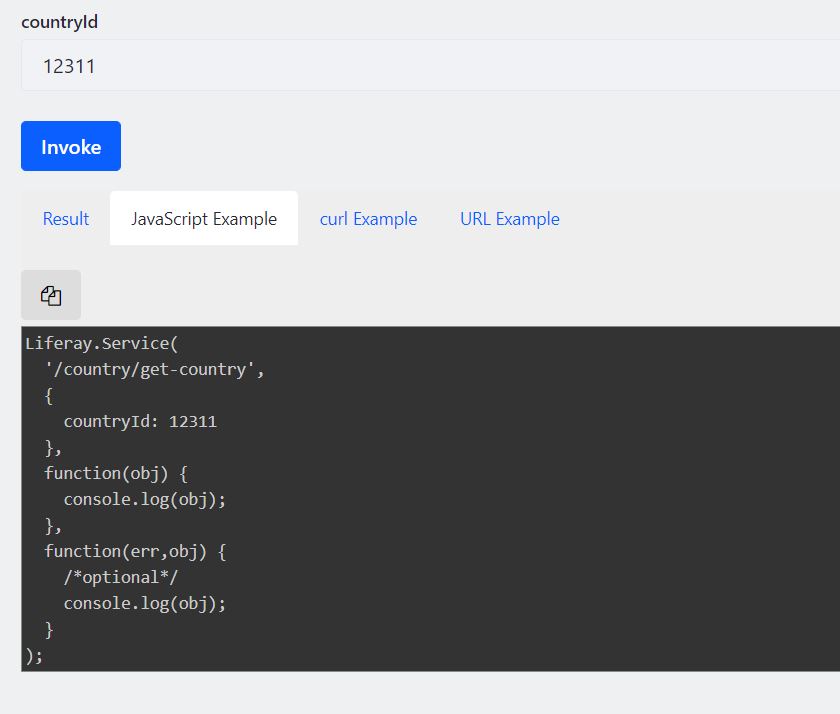 countryId
12311
Invoke
Result JavaScript Example curl Example URL Example
Liferay.Service(
  '/country/get-country',
  {
    countryId: 12311
  },
  function(obj) {
    console.log(obj);
  },
  function(err,obj) {
    /*optional*/
    console.log(obj);
  }
);